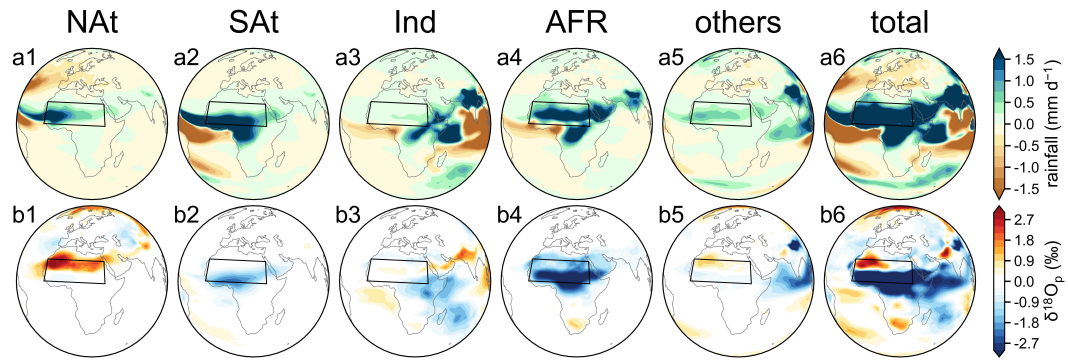 NAt SAt Ind AFR others total
a1 a2 a3 a4 a5 a6
1.5
1.0
0.5
0.0
-0.5
-1.0
-1.5
rainfall (mm d⁻¹)
b1 b2 b3 b4 b5 b6
2.7
1.8
0.9
-0.9
-1.8
-2.7
δ¹⁸Oₚ (‰)